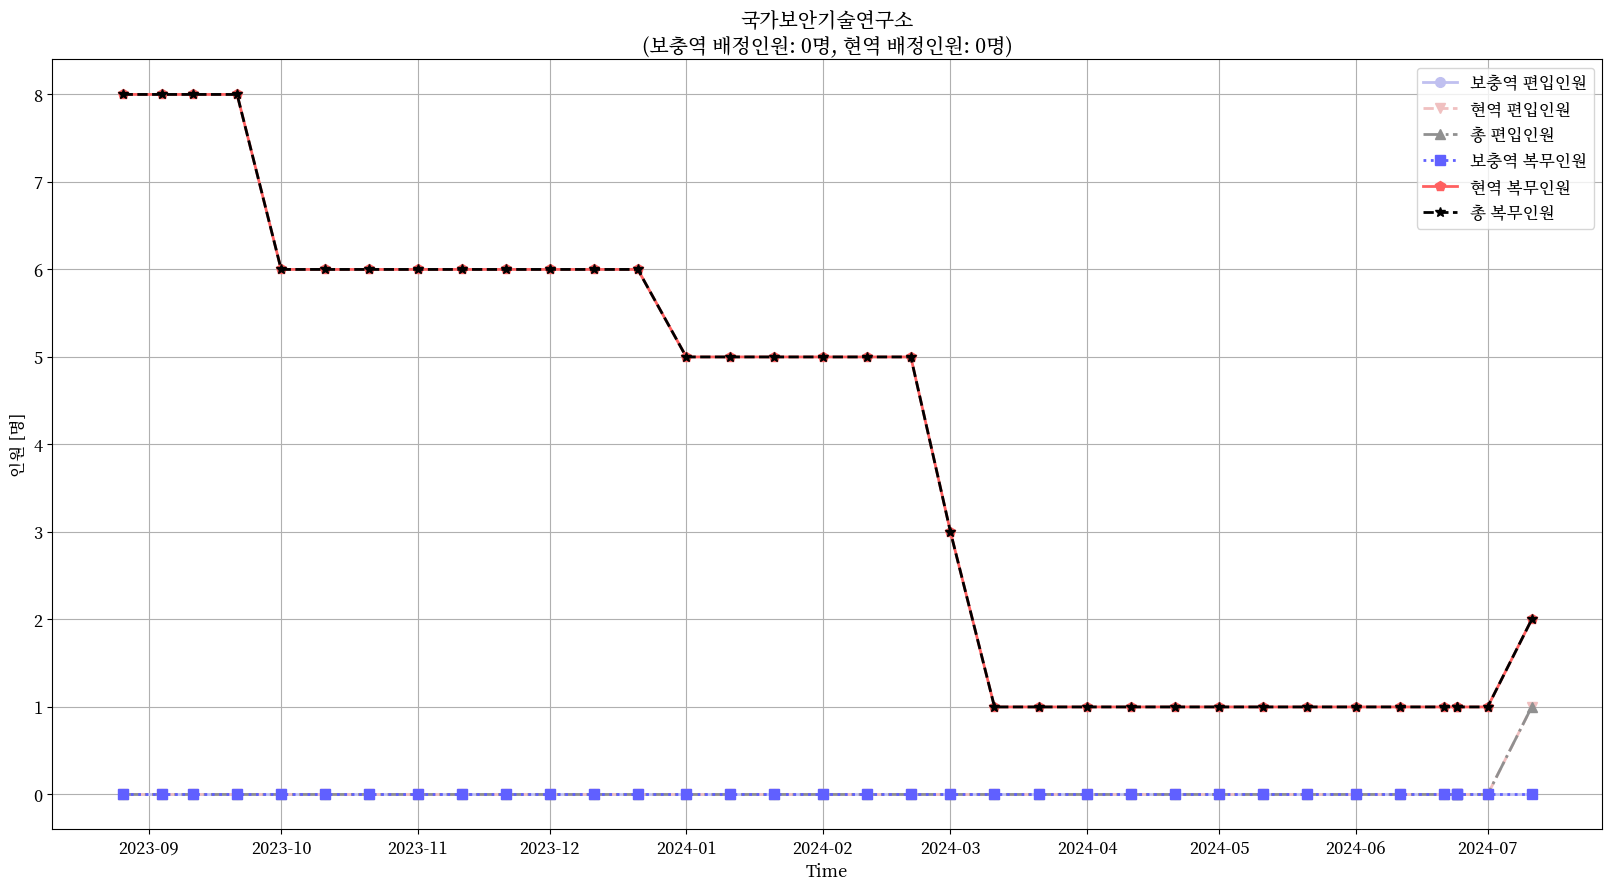 국가보안기술연구소
(보충역 배정인원: 0명, 현역 배정인원: 0명)
보충역 편입인원
현역 편입인원
총 편입인원
보충역 복무인원
현역 복무인원
총 복무인원
인원 [명]
8
7
6
5
4
3
2
1
0
2023-09 2023-10 2023-11 2023-12 2024-01 2024-02 2024-03 2024-04 2024-05 2024-06 2024-07
Time